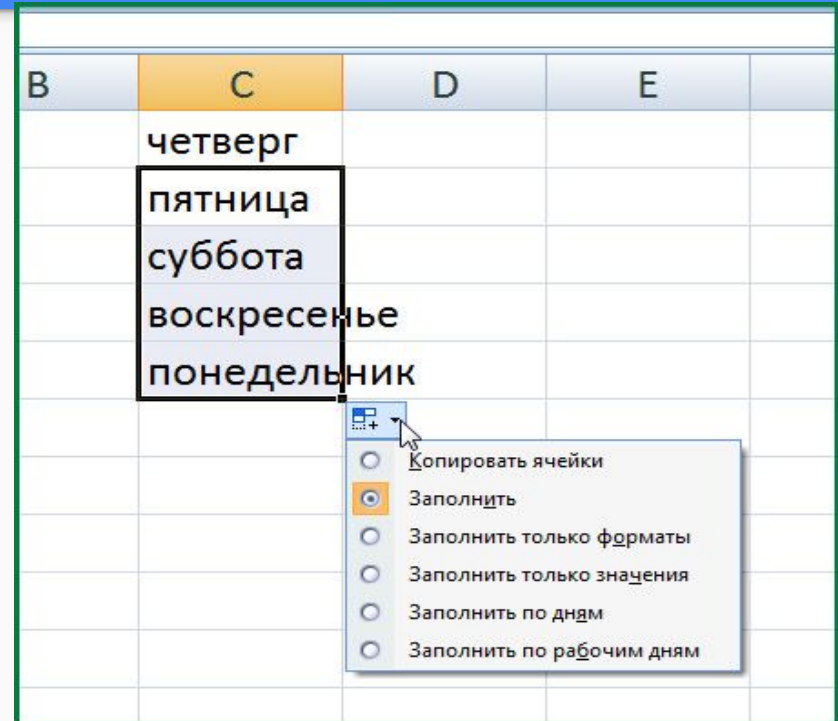 B C D E
четверг
пятница
суббота
воскресенье
понедельник
Копировать ячейки
Заполнить
Заполнить только форматы
Заполнить только значения
Заполнить по дням
Заполнить по рабочим дням